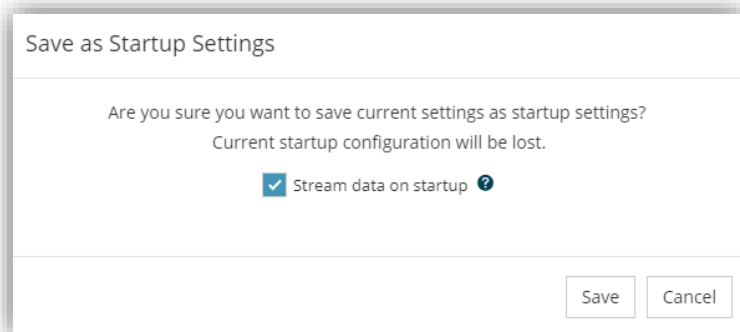 Save as Startup Settings
Are you sure you want to save current settings as startup settings?
Current startup configuration will be lost.
Stream data on startup ?
Save Cancel